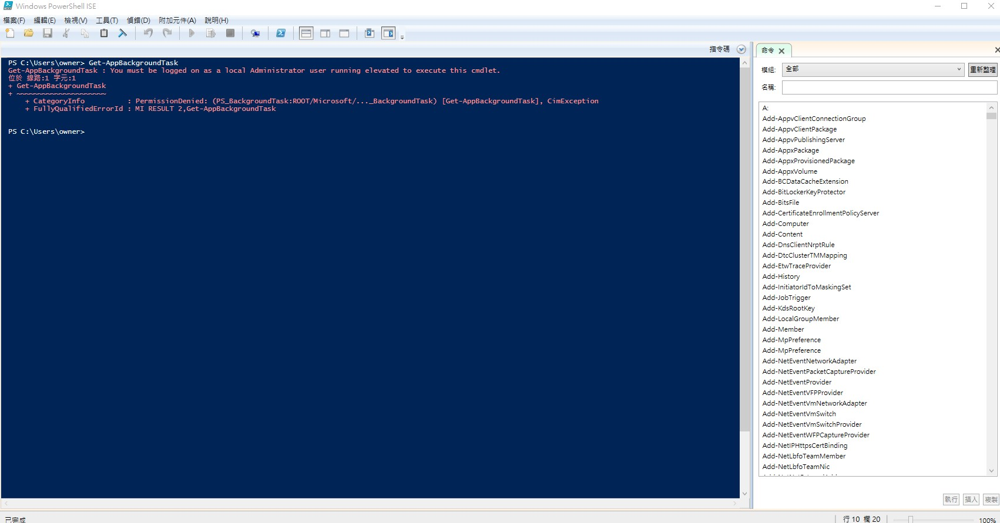 Windows PowerShell ISE
檔案(F) 編輯(E) 檢視(V) 工具(T) 偵錯(D) 附加元件(A) 說明(H)
指令碼
PS C:\Users\owner> Get-AppBackgroundTask
Get-AppBackgroundTask : You must be logged on as a local Administrator user running elevated to execute this cmdlet.
位於 線路:1 字元:1
+ Get-AppBackgroundTask
+ ~~~~~~~~~~~~~~~~~~~~~
    + CategoryInfo          : PermissionDenied: (PS_BackgroundTask:ROOT/Microsoft/..._BackgroundTask) [Get-AppBackgroundTask], CimException
    + FullyQualifiedErrorId : MI RESULT 2,Get-AppBackgroundTask
PS C:\Users\owner>
命令
模組: 全部 重新整理
名稱:
A:
Add-AppvClientConnectionGroup
Add-AppvClientPackage
Add-AppvPublishingServer
Add-AppxPackage
Add-AppxProvisionedPackage
Add-AppxVolume
Add-BCDataCacheExtension
Add-BitLockerKeyProtector
Add-BitsFile
Add-CertificateEnrollmentPolicyServer
Add-Computer
Add-Content
Add-DnsClientNrptRule
Add-DtcClusterTMMapping
Add-EtwTraceProvider
Add-History
Add-InitiatorIdToMaskingSet
Add-JobTrigger
Add-KdsRootKey
Add-LocalGroupMember
Add-Member
Add-MpPreference
Add-MpPreference
Add-NetEventNetworkAdapter
Add-NetEventPacketCaptureProvider
Add-NetEventProvider
Add-NetEventVFPProvider
Add-NetEventVmNetworkAdapter
Add-NetEventVmSwitch
Add-NetEventVmSwitchProvider
Add-NetEventWFPCaptureProvider
Add-NetIPHttpsCertBinding
Add-NetLbfoTeamMember
Add-NetLbfoTeamNic
執行 插入 複製
已完成 行 10 欄 20 100%